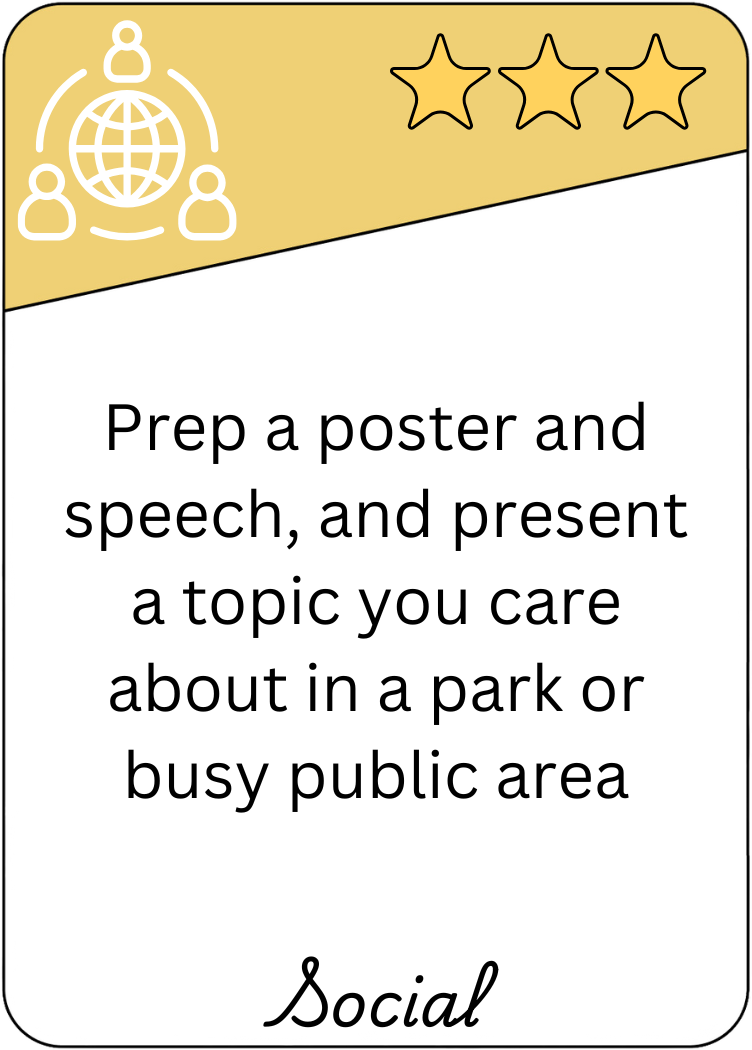 Prep a poster and
speech, and present
a topic you care
about in a park or
busy public area
Social